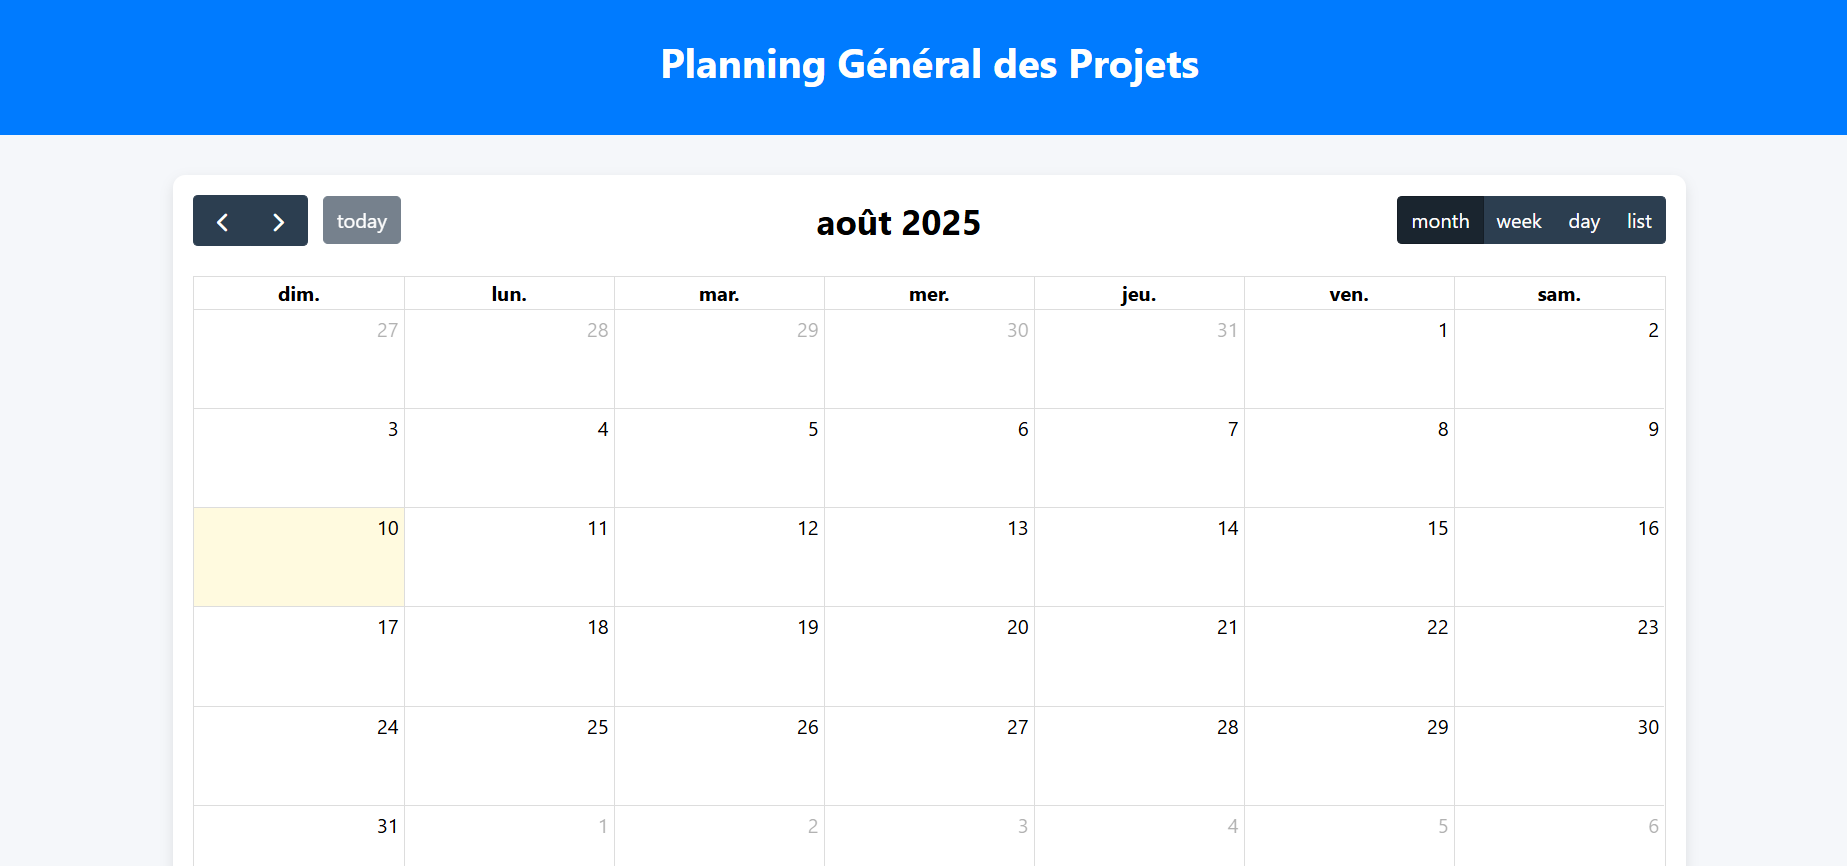 Planning Général des Projets
today
août 2025
month week day list
dim. lun. mar. mer. jeu. ven. sam.
27 28 29 30 31 1 2
3 4 5 6 7 8 9
10 11 12 13 14 15 16
17 18 19 20 21 22 23
24 25 26 27 28 29 30
31 1 2 3 4 5 6